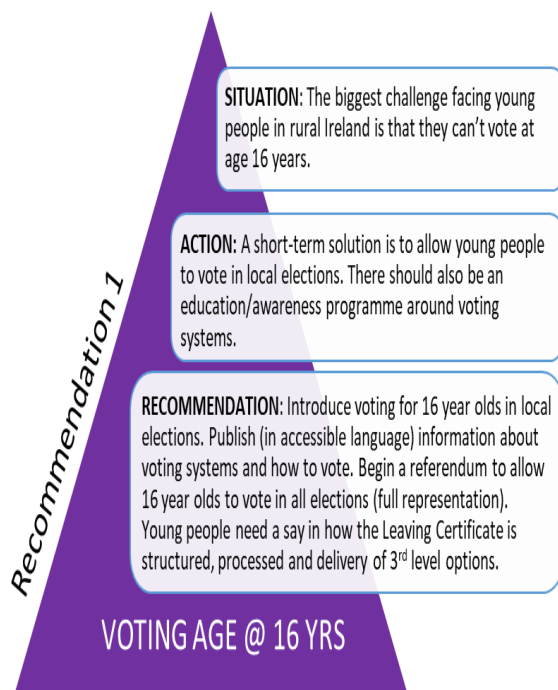 Recommendation 1
SITUATION: The biggest challenge facing young
people in rural Ireland is that they can't vote at
age 16 years.
ACTION: A short-term solution is to allow young people
to vote in local elections. There should also be an
education/awareness programme around voting
systems.
RECOMMENDATION: Introduce voting for 16 year olds in local
elections. Publish (in accessible language) information about
voting systems and how to vote. Begin a referendum to allow
16 year olds to vote in all elections (full representation).
Young people need a say in how the Leaving Certificate is
structured, processed and delivery of 3rd level options.
VOTING AGE @ 16 YRS